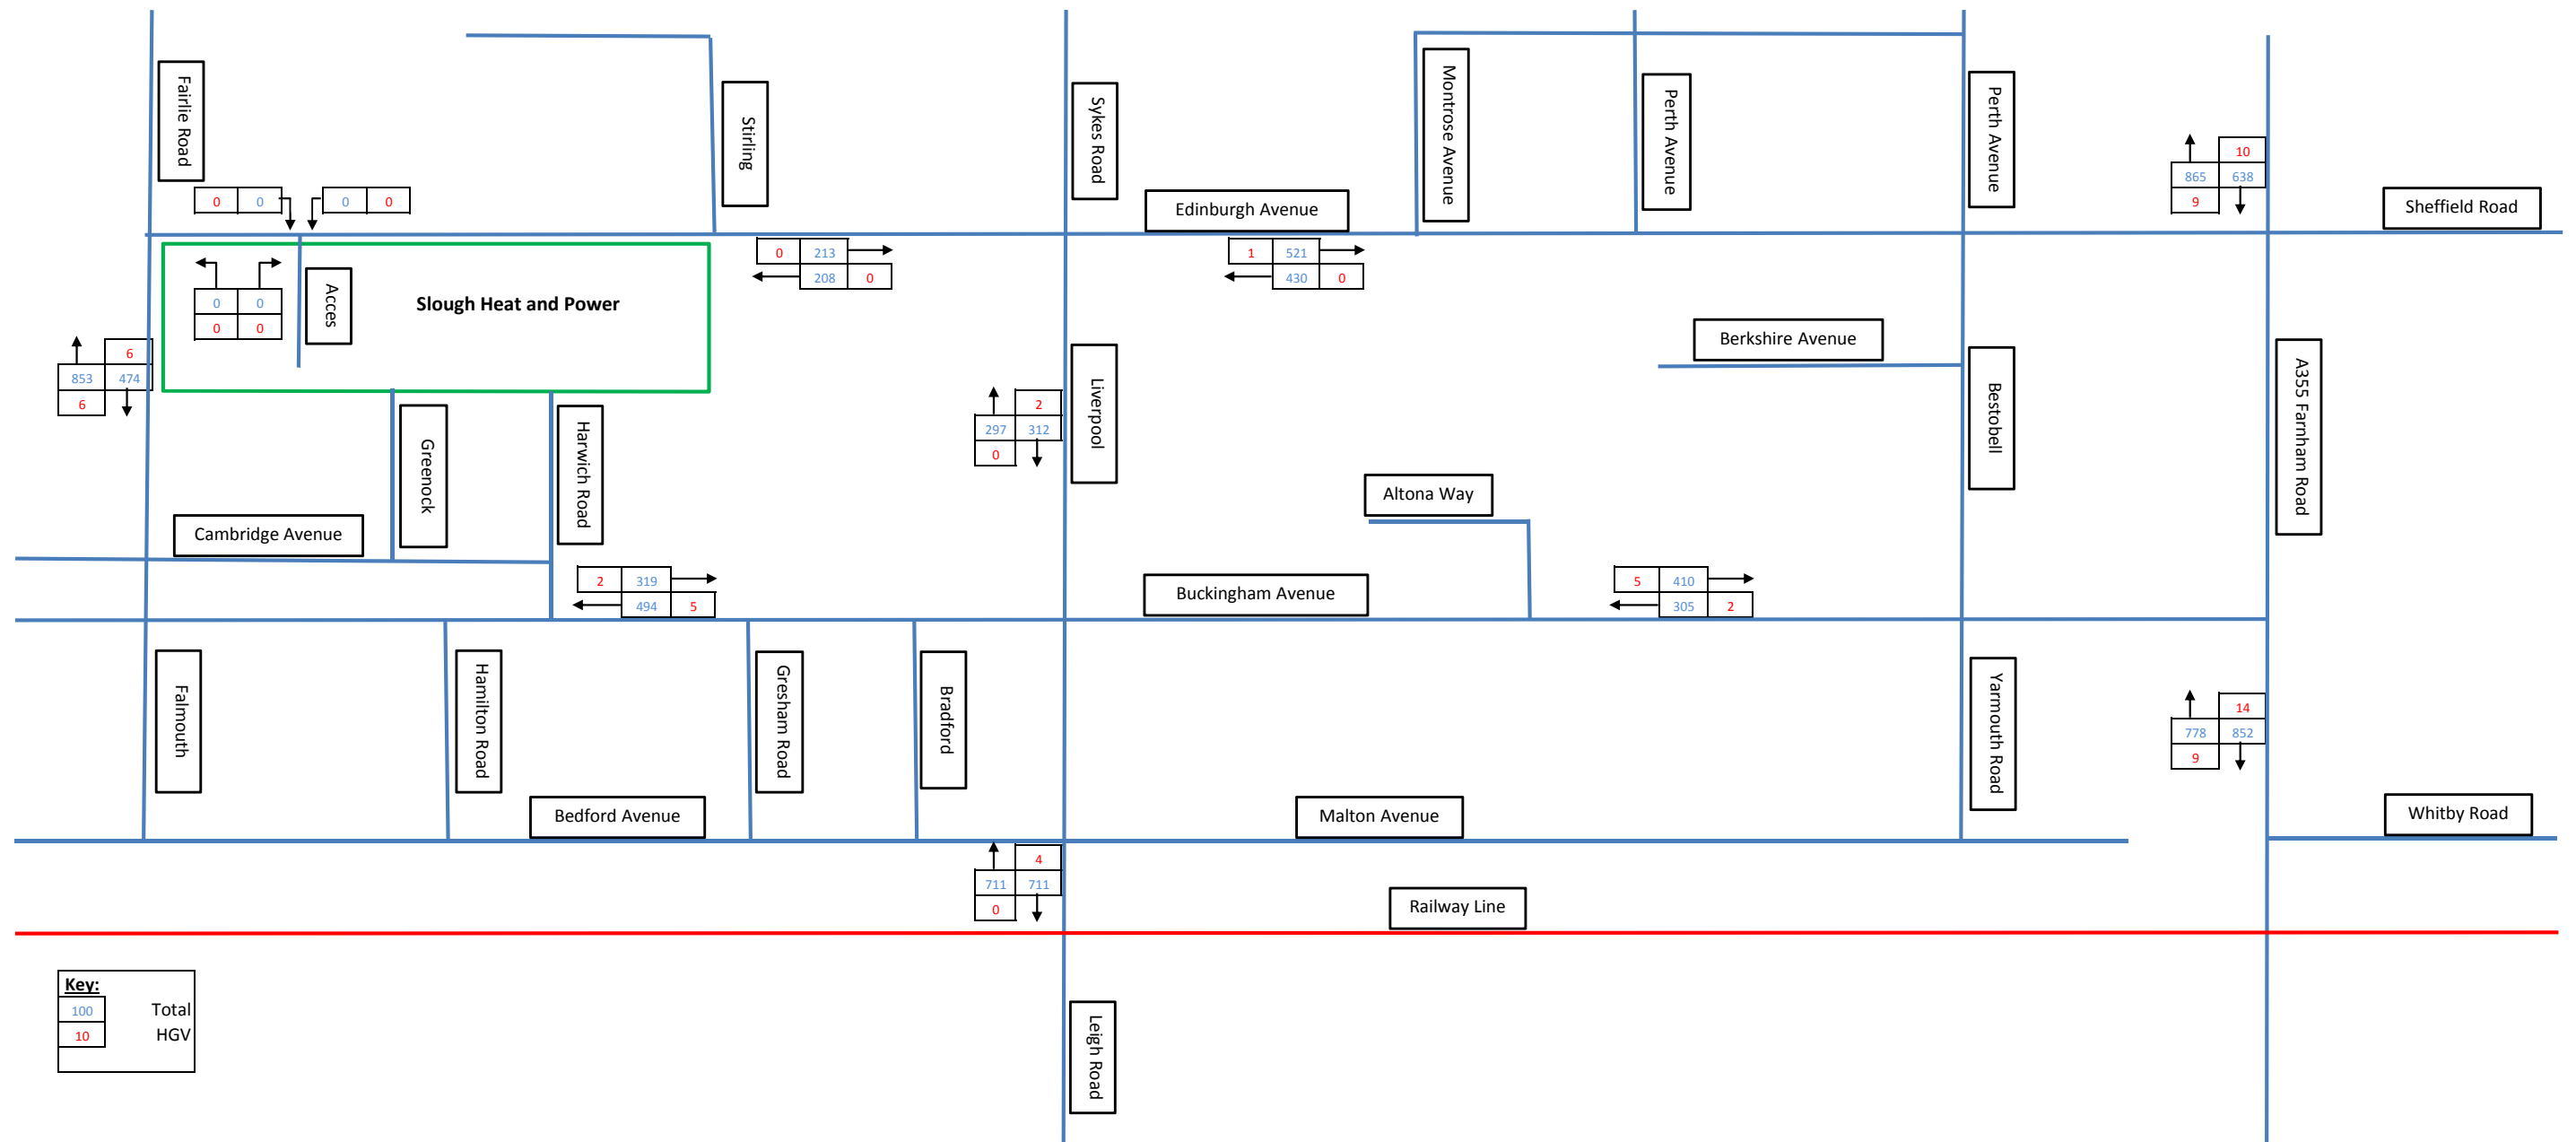 Fairlie Road
Stirling
Sykes Road
Montrose Avenue
Perth Avenue
Perth Avenue
10
865 638
9
Sheffield Road
0 0
0 0
Edinburgh Avenue
0 213
208 0
1 521
430 0
0 0
0 0
Acces
Slough Heat and Power
6
853 474
6
Berkshire Avenue
Liverpool
Bestobell
A355 Farnham Road
2
297 312
0
Greenock
Harwich Road
Altona Way
Cambridge Avenue
2 319
494 5
Buckingham Avenue
5 410
305 2
Falmouth
Hamilton Road
Gresham Road
Bradford
Yarmouth Road
14
778 852
9
Bedford Avenue
Malton Avenue
Whitby Road
4
711 711
0
Railway Line
Key:
100 Total
10 HGV
Leigh Road